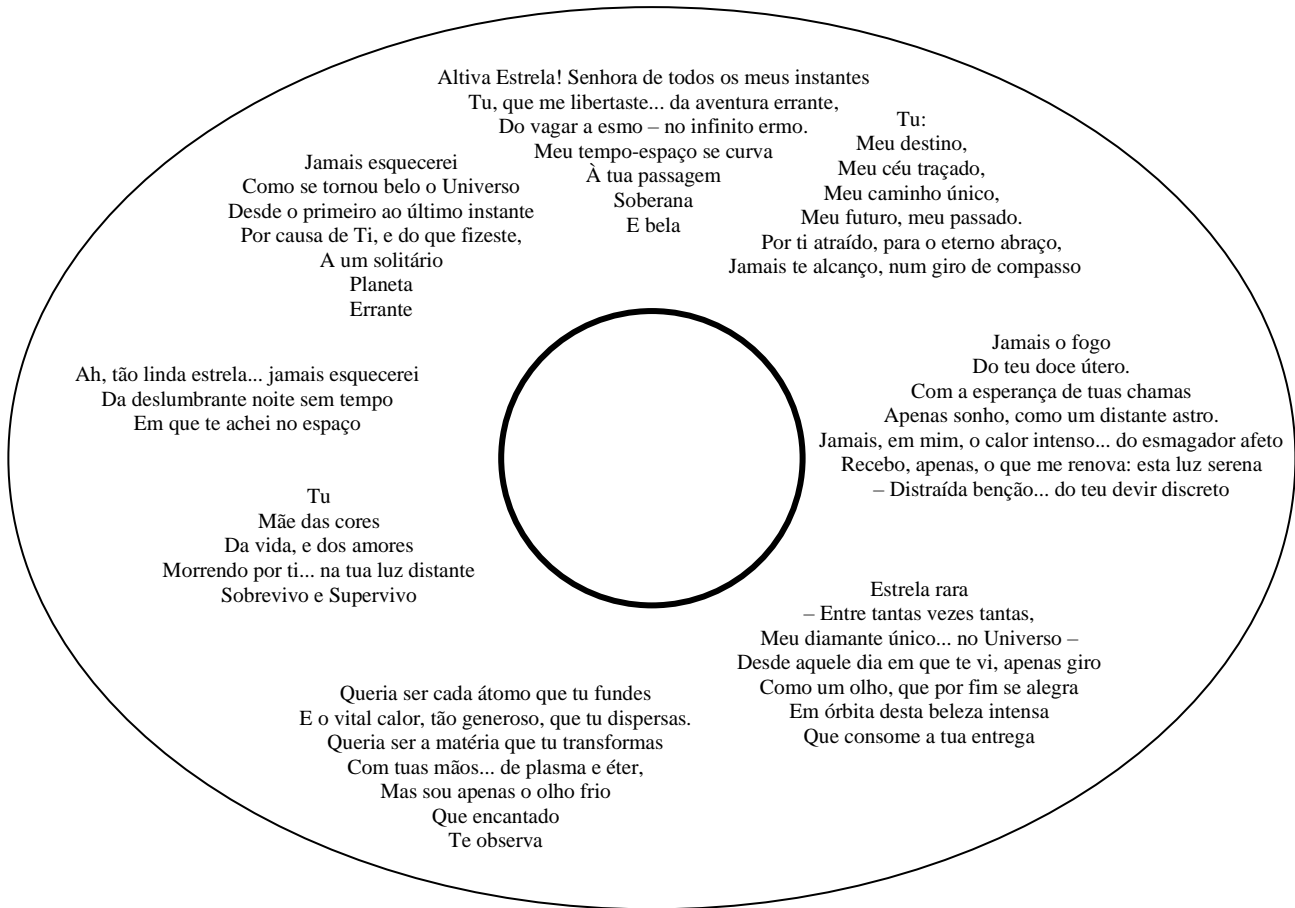 Altiva Estrela! Senhora de todos os meus instantes
Tu, que me libertaste... da aventura errante,
Do vagar a esmo – no infinito ermo.
Meu tempo-espaço se curva
À tua passagem
Soberana
E bela
Tu:
Meu destino,
Meu céu traçado,
Meu caminho único,
Meu futuro, meu passado.
Por ti atraído, para o eterno abraço,
Jamais te alcanço, num giro de compasso
Jamais o fogo
Do teu doce útero.
Com a esperança de tuas chamas
Apenas sonho, como um distante astro.
Jamais, em mim, o calor intenso... do esmagador afeto
Recebo, apenas, o que me renova: esta luz serena
– Distraída benção... do teu devir discreto
Estrela rara
– Entre tantas vezes tantas,
Meu diamante único... no Universo –
Desde aquele dia em que te vi, apenas giro
Como um olho, que por fim se alegra
Em órbita desta beleza intensa
Que consome a tua entrega
Queria ser cada átomo que tu fundes
E o vital calor, tão generoso, que tu dispersas.
Queria ser a matéria que tu transformas
Com tuas mãos... de plasma e éter,
Mas sou apenas o olho frio
Que encantado
Te observa
Tu
Mãe das cores
Da vida, e dos amores
Morrendo por ti... na tua luz distante
Sobrevivo e Supervivo
Ah, tão linda estrela... jamais esquecerei
Da deslumbrante noite sem tempo
Em que te achei no espaço
Jamais esquecerei
Como se tornou belo o Universo
Desde o primeiro ao último instante
Por causa de Ti, e do que fizeste,
A um solitário
Planeta
Errante